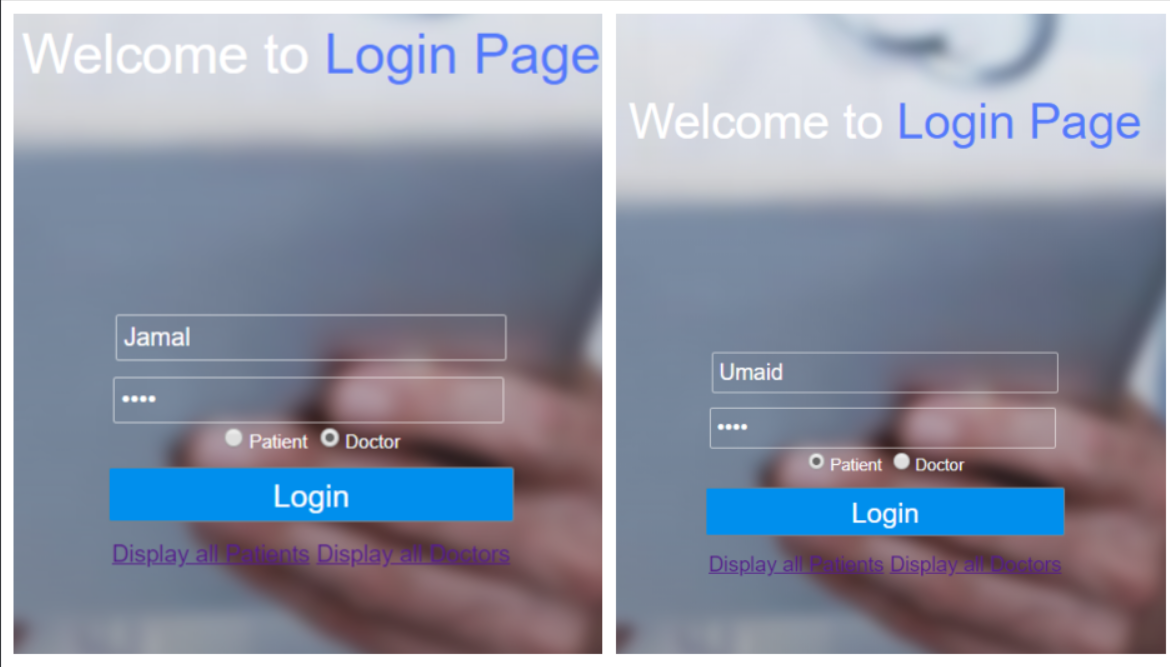 Welcome to Login Page
Jamal
••••
Patient Doctor
Login
Display all Patients Display all Doctors
Welcome to Login Page
Umaid
••••
Patient Doctor
Login
Display all Patients Display all Doctors